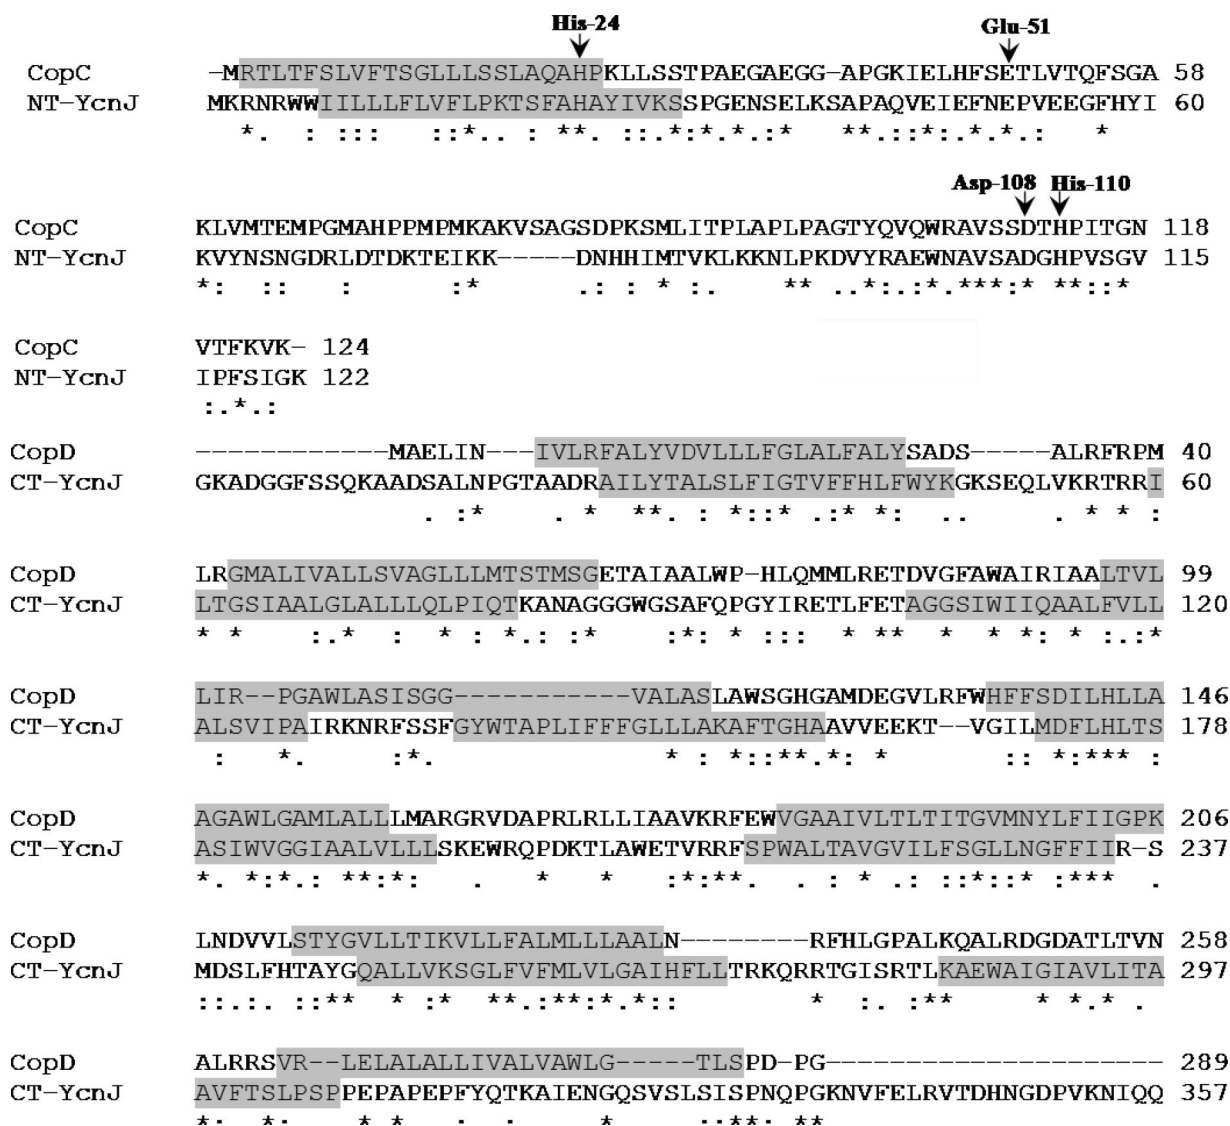 His-24 Glu-51
CopC -MRTLTFSLVFTSGLLLSSLAQAHPKLLSSTPAEGAEGG-APGKIELHFSETLVTQFSGA 58
NT-YcnJ MKRNRWWIILLLFLVFLPKTSFAHAYIVKSSPGENSELKSAPAQVEIEFNEPVEEGFHYI 60
*. : ::: ::*.. : ** .::.:*.:*.:* **.::*:.*.*.: *
Asp-108 His-110
CopC KLVMTEMPGMAHPPMPMKAKVSAGSDPKSMLITPLAPLPAGTYQVQWRAVSSDTHPITGN 118
NT-YcnJ KVYNSNGDRLDTDKTEIKK-----DNHHIMTVKLKKNLPKDVYRAEWNAVSADGHPVSGV 115
*: :: : :* .: : * :. ** ..*:.:*.***:* **::*
CopC VTFKVK- 124
NT-YcnJ IPFSIGK 122
:.*.:
CopD ------------MAELIN---IVLRFALYVDVLLLFGLALFALYSADS-----ALRFRPM 40
CT-YcnJ GKADGGFSSQKAADSALNPGTAADRAILYTALSLFIGTVFFHLFWYKGKSEQLVKRTRRI 60
. :* . * **. : *::* .:* *: .. . * * :
CopD LRGMALIVALLSVAGLLLMTSTMSGETAIAALWP-HLQMMLRETDVGFAWAIRIAALTVL 99
CT-YcnJ LTGSIAALGLALLLQLPIQTKANAGGGWGSAFQPGYIRETLFETAGGSIWIIQAALFVLL 120
* * :.* : * : *.: :* :*: * ::: * ** * * *: * :.:*
CopD LIR--PGAWLASISGG-----------VALASLAWSGHGAMDEGVLRFWHFFSDILHLLA 146
CT-YcnJ ALSVIPAIRKNRFSSFGYWTAPLIFFFGLLLAKAFTGHAAVVEEKT--VGILMDFLHLTS 178
: *. :*. * : *::**.*: * :: *:*** :
CopD AGAWLGAMLALLLMARGRVDAPRLRLLIAAVKRFEWVGAAIVLTLTITGVMNYLFIIGPK 206
CT-YcnJ ASIWVGGIAALVLLLSKEWRQPDKTLAWETVRRFSPWALTAVGVILFSGLLNGFFIIR-S 237
*. *:*.: **:*: . * * :*:**. . : * .: ::*::* :*** .
CopD LNDVVLSTYGVLLTIKVLLFALMLLLAALN---------RFHLGPALKQALRDGDATLTVN 258
CT-YcnJ MDSLFHTAYGQALLVKSGLFVFMLVLGAIHFLLTRKQRRTGISRTLKAEWAIGIAVLITA 297
::.:. ::** * :* **.:**:*.*:: * :. :** * *.* .
CopD ALRRSVR--LELALALLIVALVAWLG-----TLSPD-PG--------------------- 289
CT-YcnJ AVFTSLPSPPEPAPEPFYQTKAIENGQSVSLSISPNQPGKNVFELRVTDHNGDPVKNIQQ 357
*: *: * * : : * ::**: **